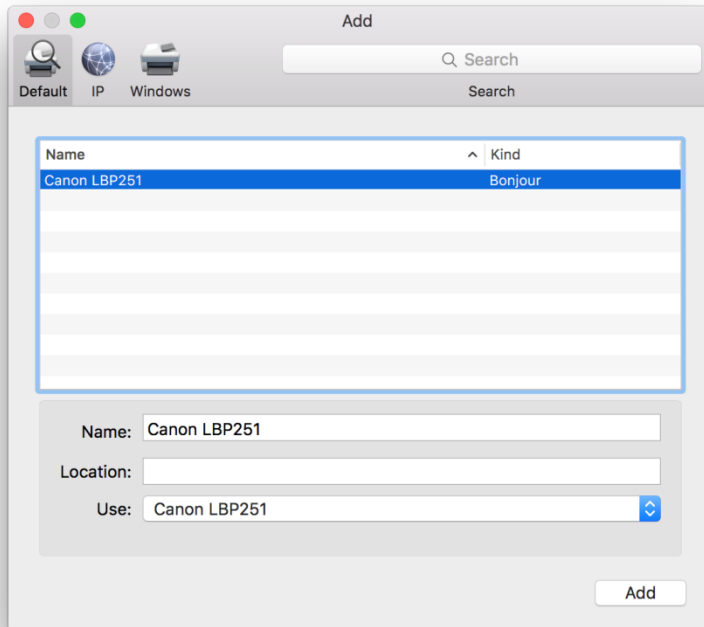 Add
Default IP Windows
Search
Search
Name Kind
Canon LBP251 Bonjour
Name: Canon LBP251
Location:
Use: Canon LBP251
Add